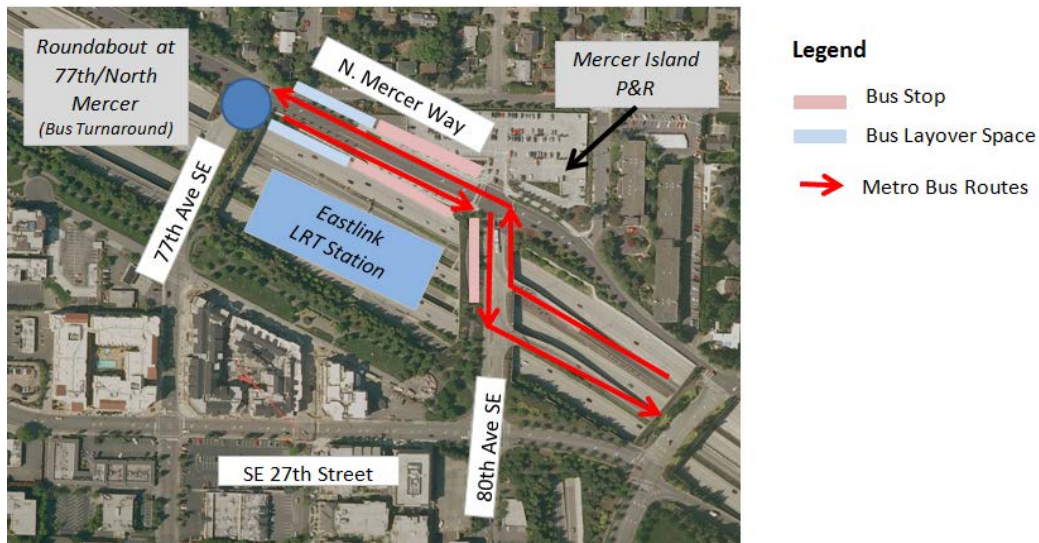 Roundabout at
77th/North
Mercer
(Bus Turnaround)
N. Mercer Way
Mercer Island
P&R
77th Ave SE
Eastlink
LRT Station
80th Ave SE
SE 27th Street
Legend
Bus Stop
Bus Layover Space
Metro Bus Routes